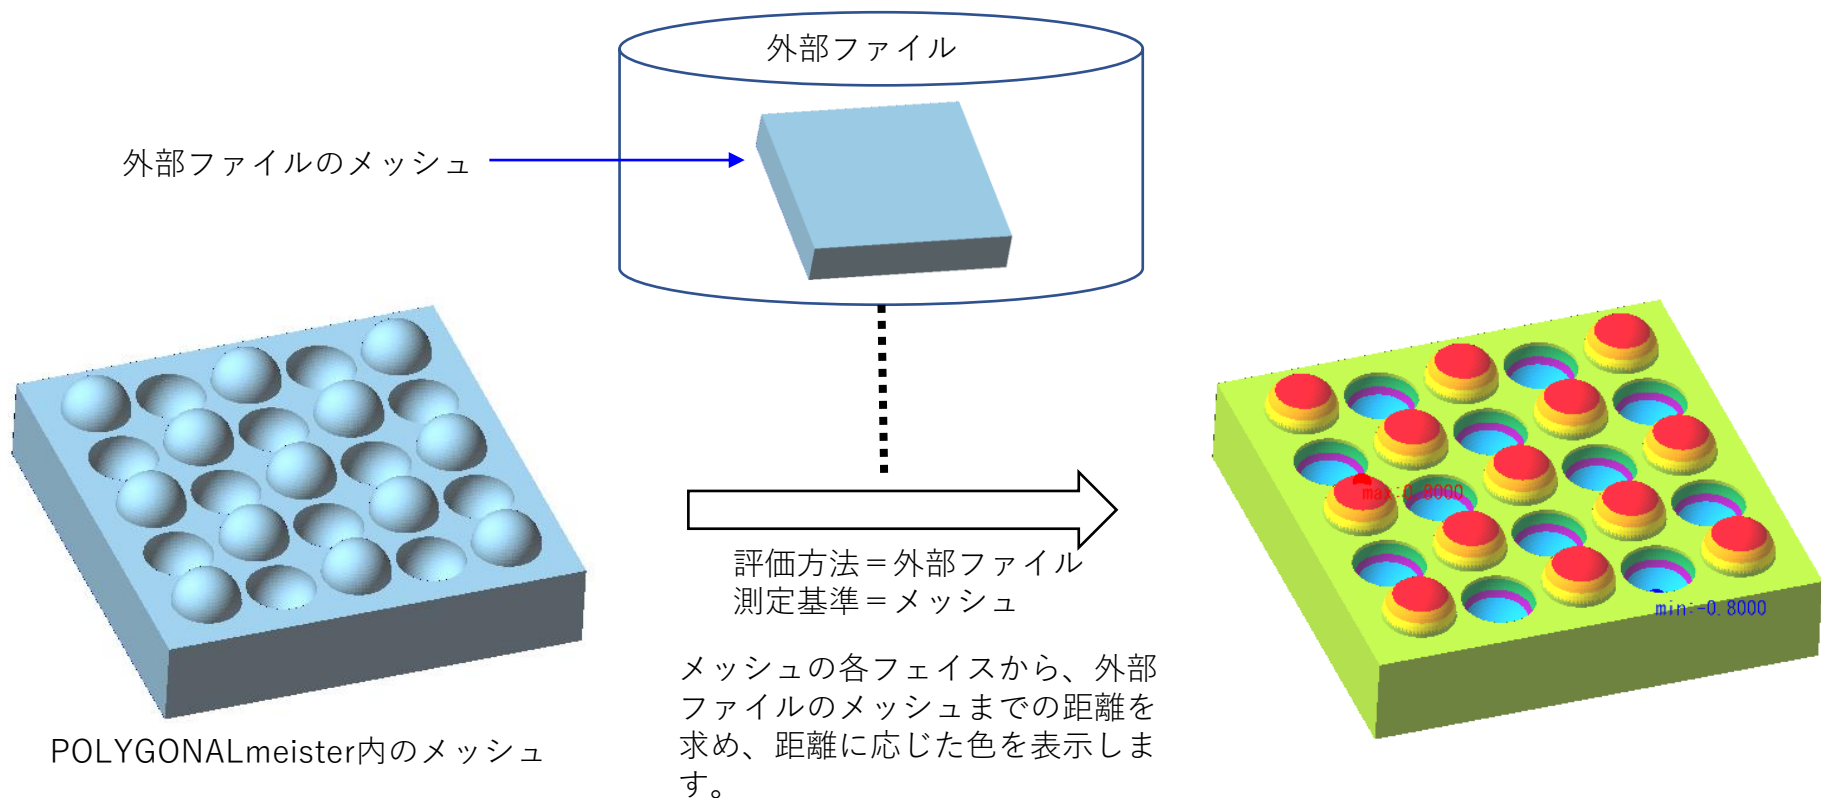 外部ファイル
外部ファイルのメッシュ
評価方法＝外部ファイル
測定基準＝メッシュ
メッシュの各フェイスから、外部
ファイルのメッシュまでの距離を
求め、距離に応じた色を表示しま
す。
POLYGONALmeister内のメッシュ
max:0.8000
min:-0.8000